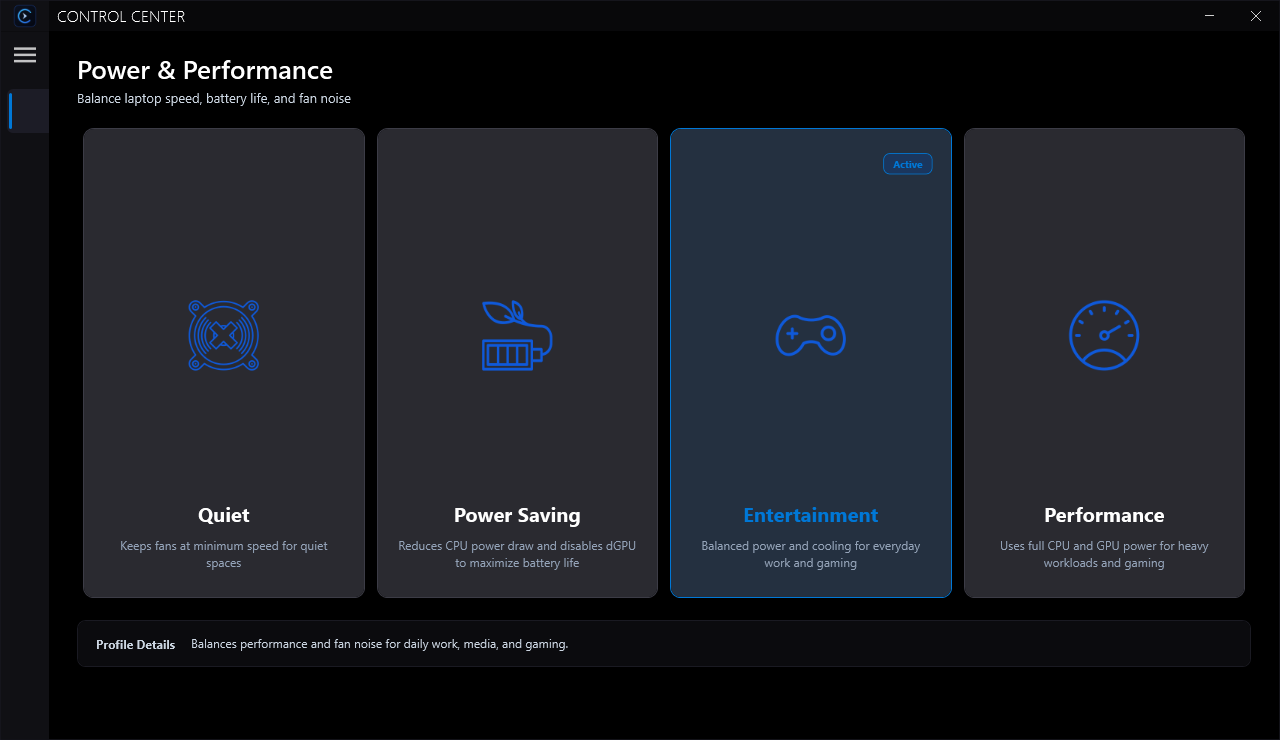 CONTROL CENTER
Power & Performance
Balance laptop speed, battery life, and fan noise
Active
Quiet
Keeps fans at minimum speed for quiet
spaces
Power Saving
Reduces CPU power draw and disables dGPU
to maximize battery life
Entertainment
Balanced power and cooling for everyday
work and gaming
Performance
Uses full CPU and GPU power for heavy
workloads and gaming
Profile Details Balances performance and fan noise for daily work, media, and gaming.